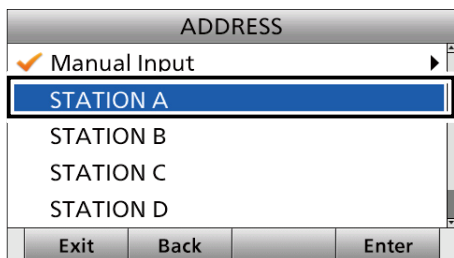 ADDRESS
Manual Input
STATION A
STATION B
STATION C
STATION D
Exit Back Enter